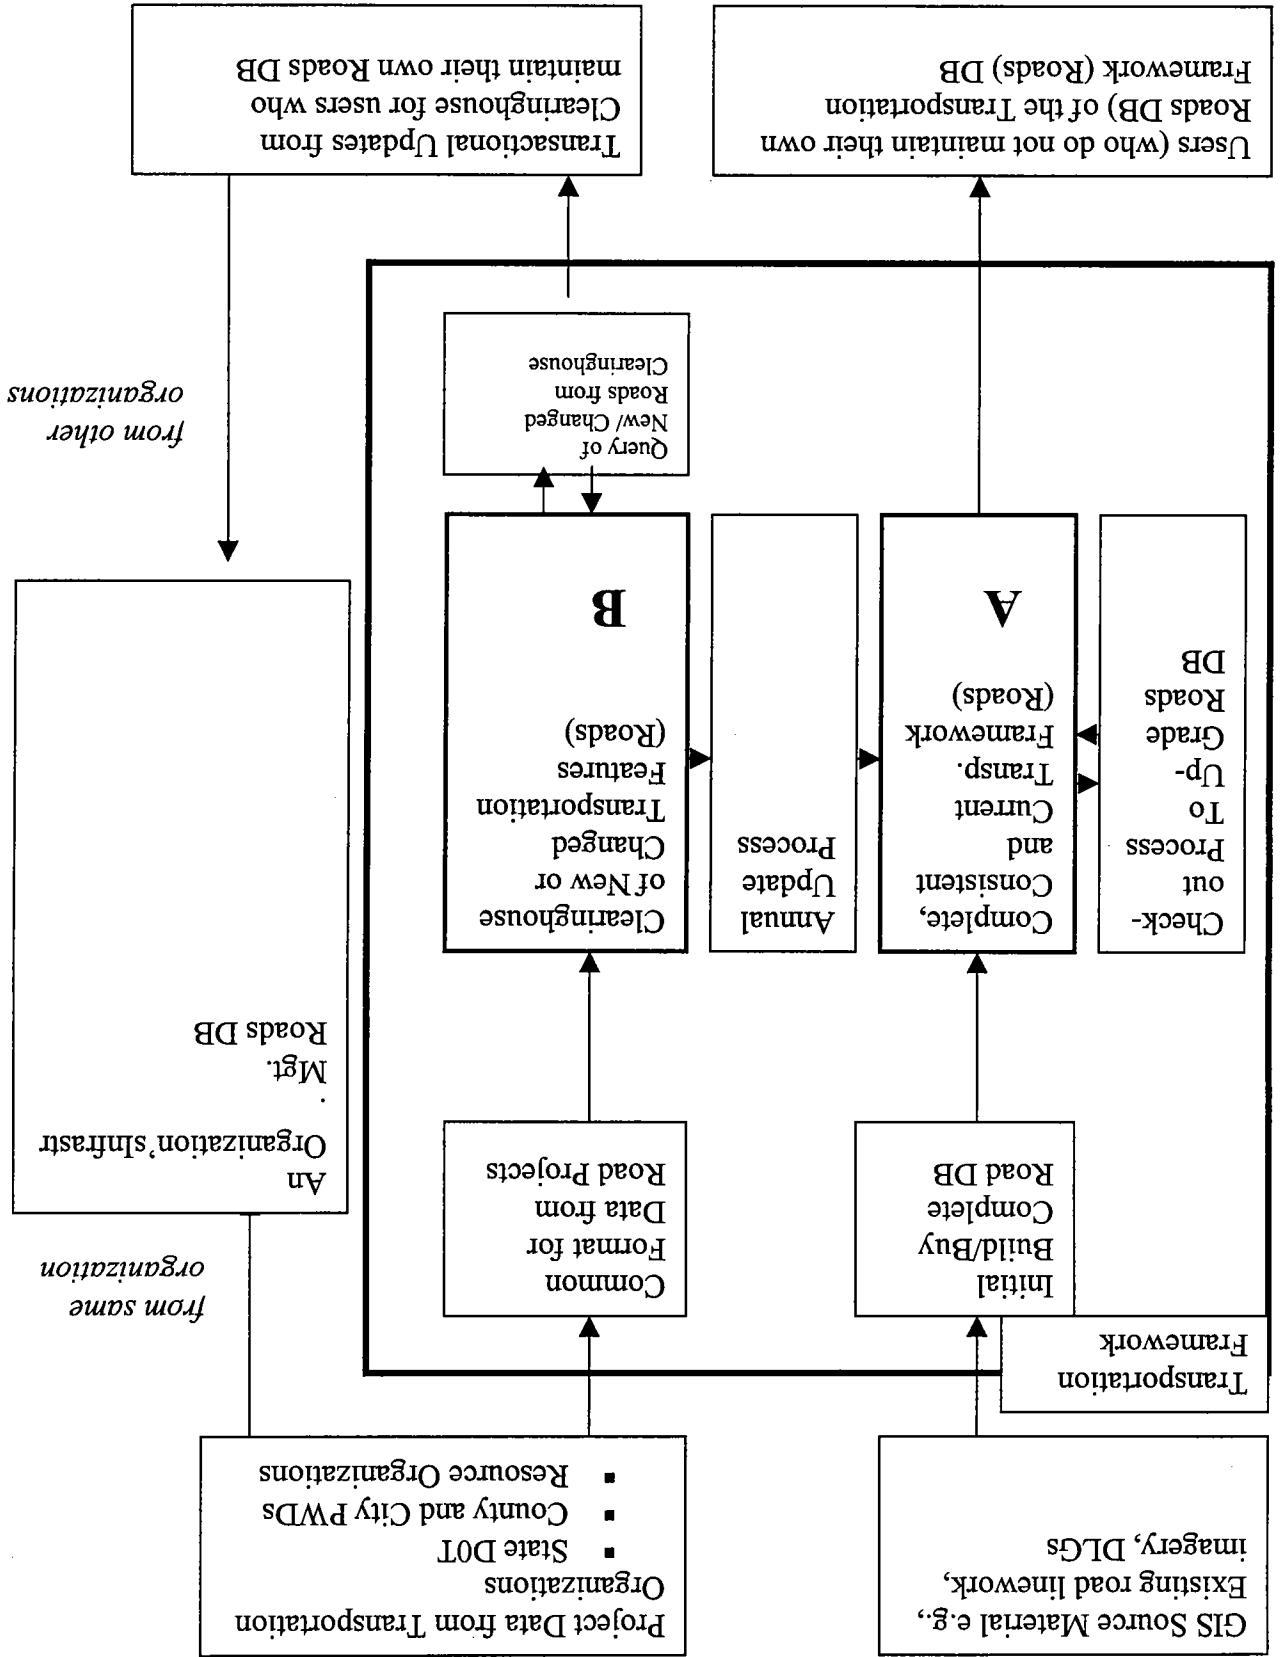 GIS Source Material e.g.,
Existing road linework,
imagery, DLGs
Project Data from Transportation
Organizations
▪ State DOT
▪ County and City PWDs
▪ Resource Organizations
Transportation
Framework
Initial
Build/Buy
Complete
Road DB
Common
Format for
Data from
Road Projects
from same
organization
An
Organization'sInfrastr
.
Mgt.
Roads DB
Check-
out
Process
To
Up-
Grade
Roads
DB
Complete,
Consistent
and
Current
Transp.
Framework
(Roads)
A
Annual
Update
Process
Clearinghouse
of New or
Changed
Transportation
Features
(Roads)
B
Query of
New/ Changed
Roads from
Clearinghouse
from other
organizations
Users (who do not maintain their own
Roads DB) of the Transportation
Framework (Roads) DB
Transactional Updates from
Clearinghouse for users who
maintain their own Roads DB